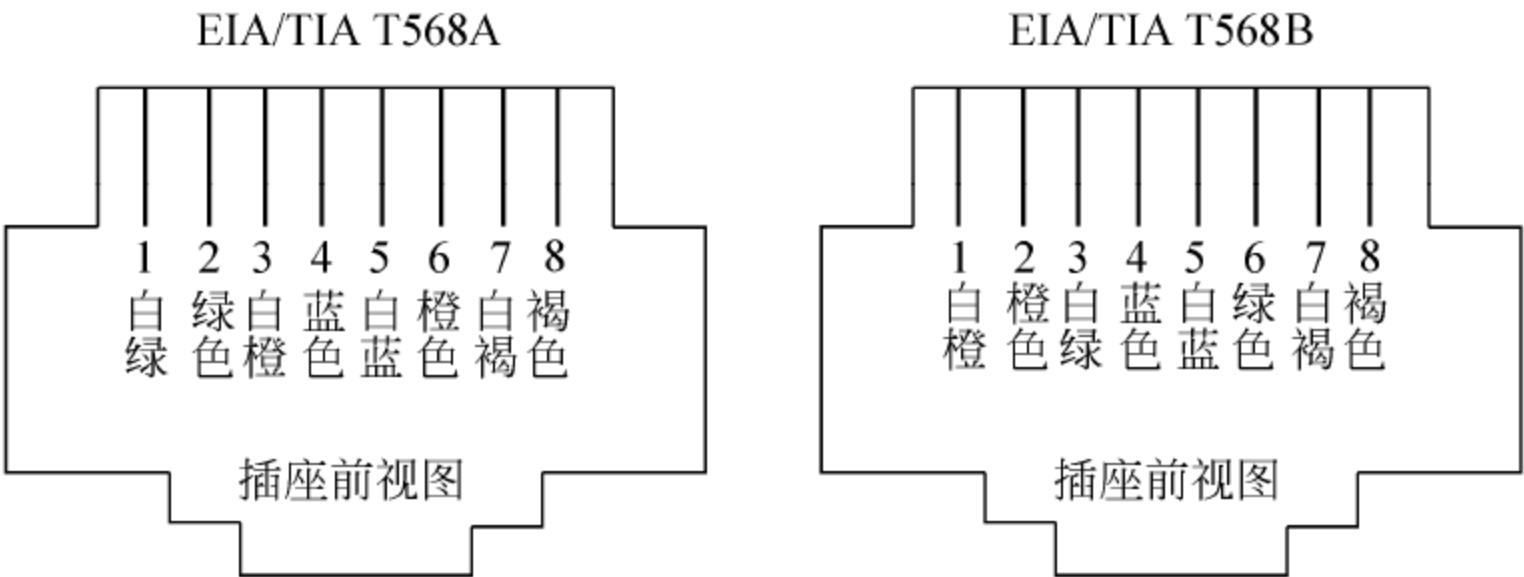 EIA/TIA T568A
1 2 3 4 5 6 7 8
白 绿 白 蓝 白 橙 白 褐
绿 色 橙 色 蓝 色 褐 色
插座前视图
EIA/TIA T568B
1 2 3 4 5 6 7 8
白 橙 白 蓝 白 绿 白 褐
橙 色 绿 色 蓝 色 褐 色
插座前视图